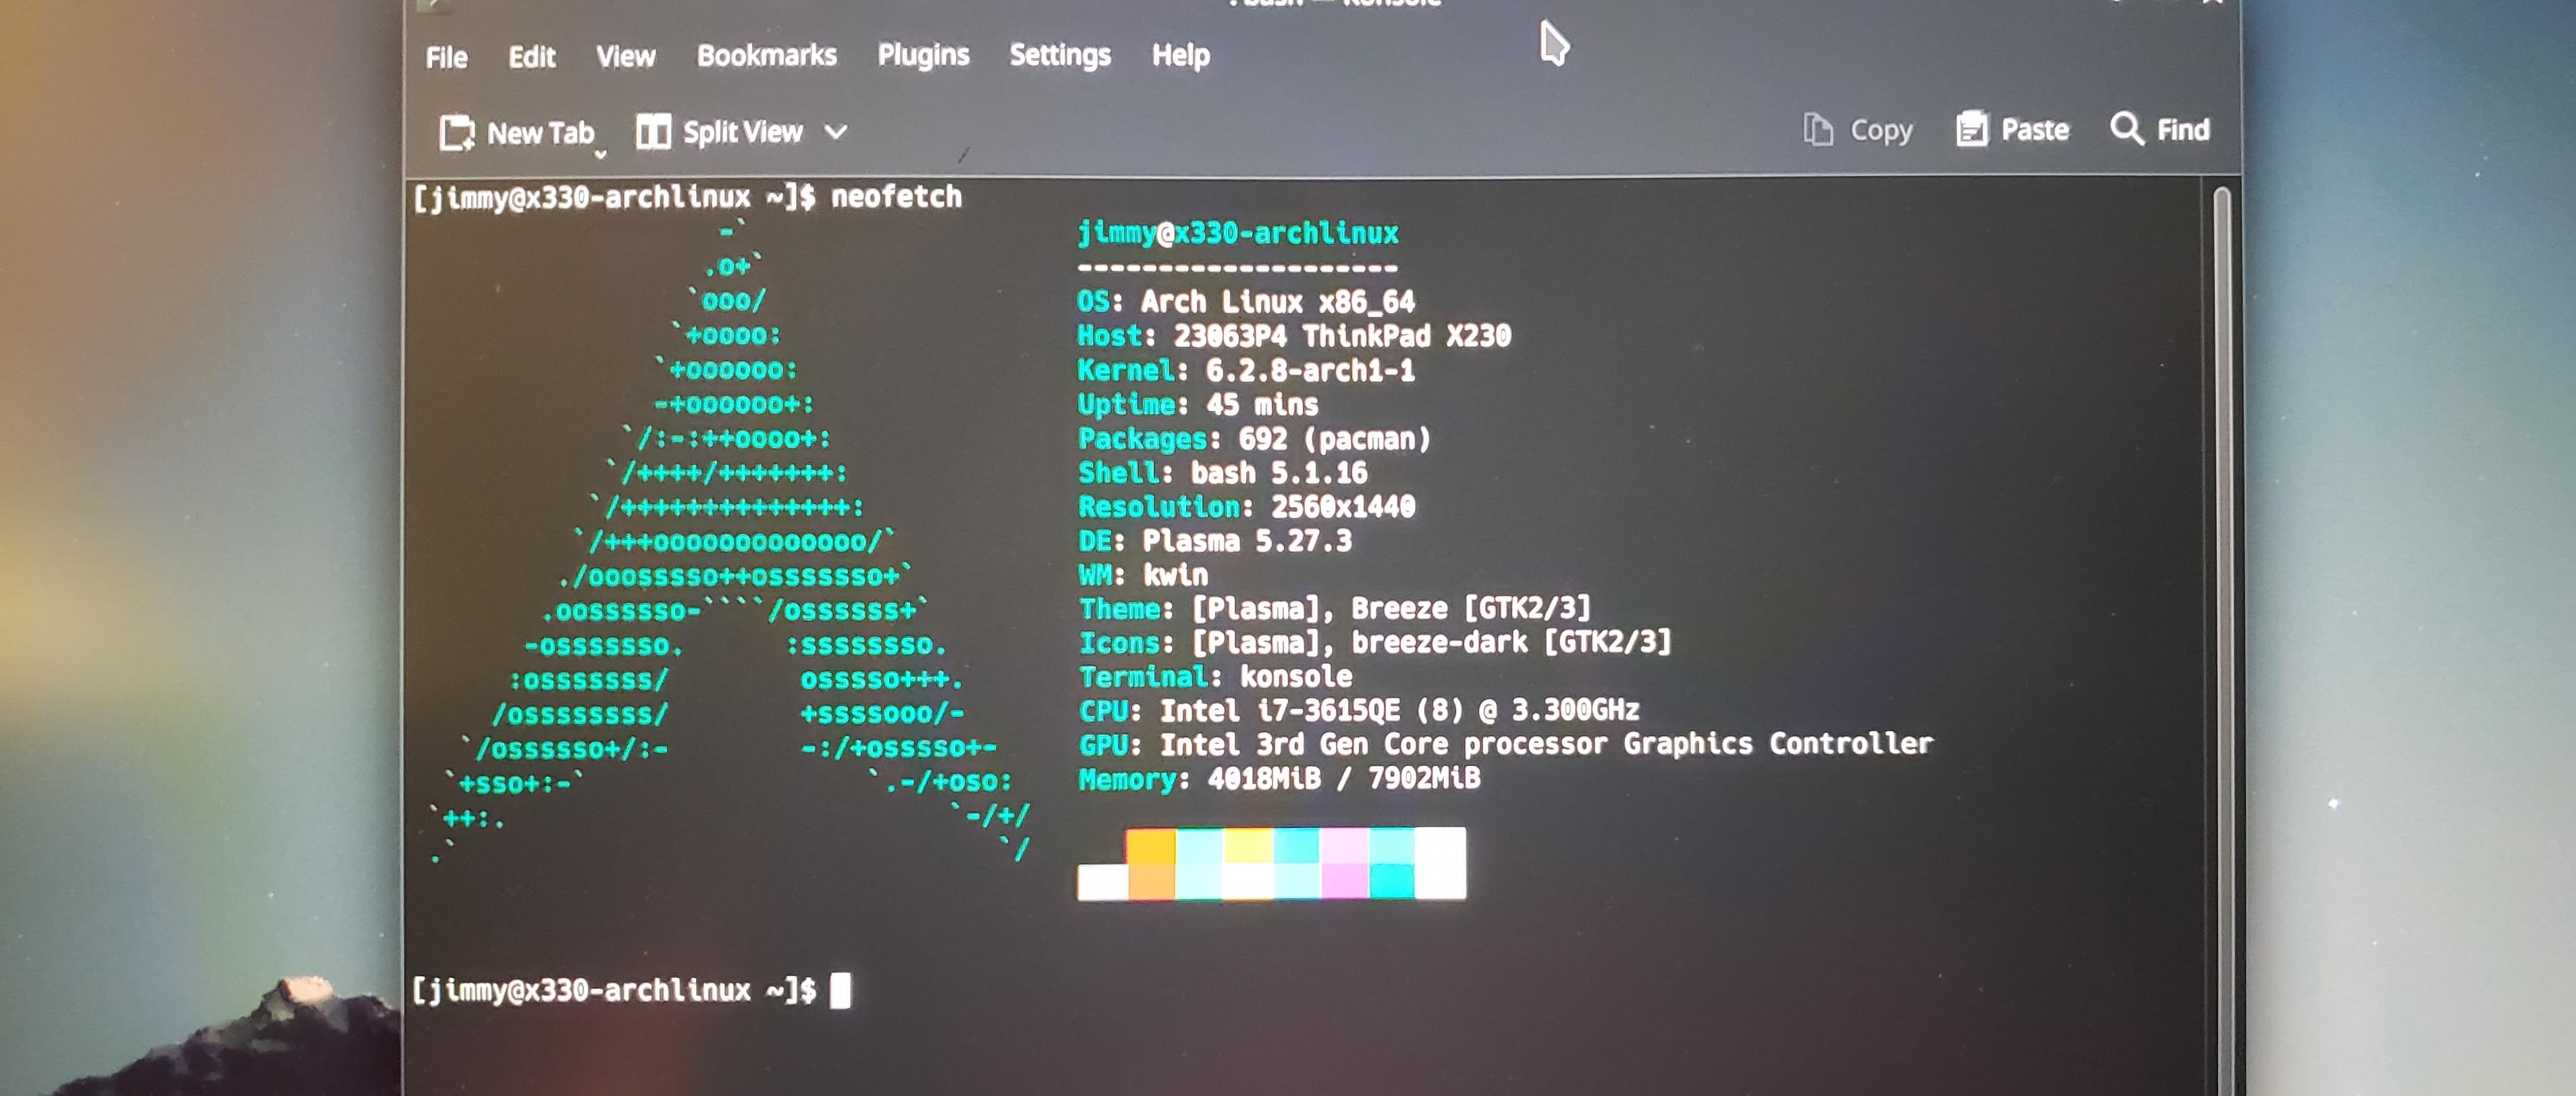 File Edit View Bookmarks Plugins Settings Help
New Tab Split View Copy Paste Find
[jimmy@x330-archlinux ~]$ neofetch
-`
.o+`
`ooo/
`+oooo:
`+oooooo:
-+oooooo+:
`/:-:++oooo+:
`/++++/+++++++:
`/++++++++++++++:
`/+++ooooooooooooo/`
./ooosssso++osssssso+`
.oossssso-````/ossssss+`
-osssssso. :ssssssso.
:osssssss/ osssso+++.
/ossssssss/ +ssssooo/-
`/ossssso+/:- -:/+osssso+-
`+sso+:-` `.-/+oso:
`++:. `-/+/
.` `/
jimmy@x330-archlinux
--------------------
OS: Arch Linux x86_64
Host: 23063P4 ThinkPad X230
Kernel: 6.2.8-arch1-1
Uptime: 45 mins
Packages: 692 (pacman)
Shell: bash 5.1.16
Resolution: 2560x1440
DE: Plasma 5.27.3
WM: kwin
Theme: [Plasma], Breeze [GTK2/3]
Icons: [Plasma], breeze-dark [GTK2/3]
Terminal: konsole
CPU: Intel i7-3615QE (8) @ 3.300GHz
GPU: Intel 3rd Gen Core processor Graphics Controller
Memory: 4018MiB / 7902MiB
[jimmy@x330-archlinux ~]$